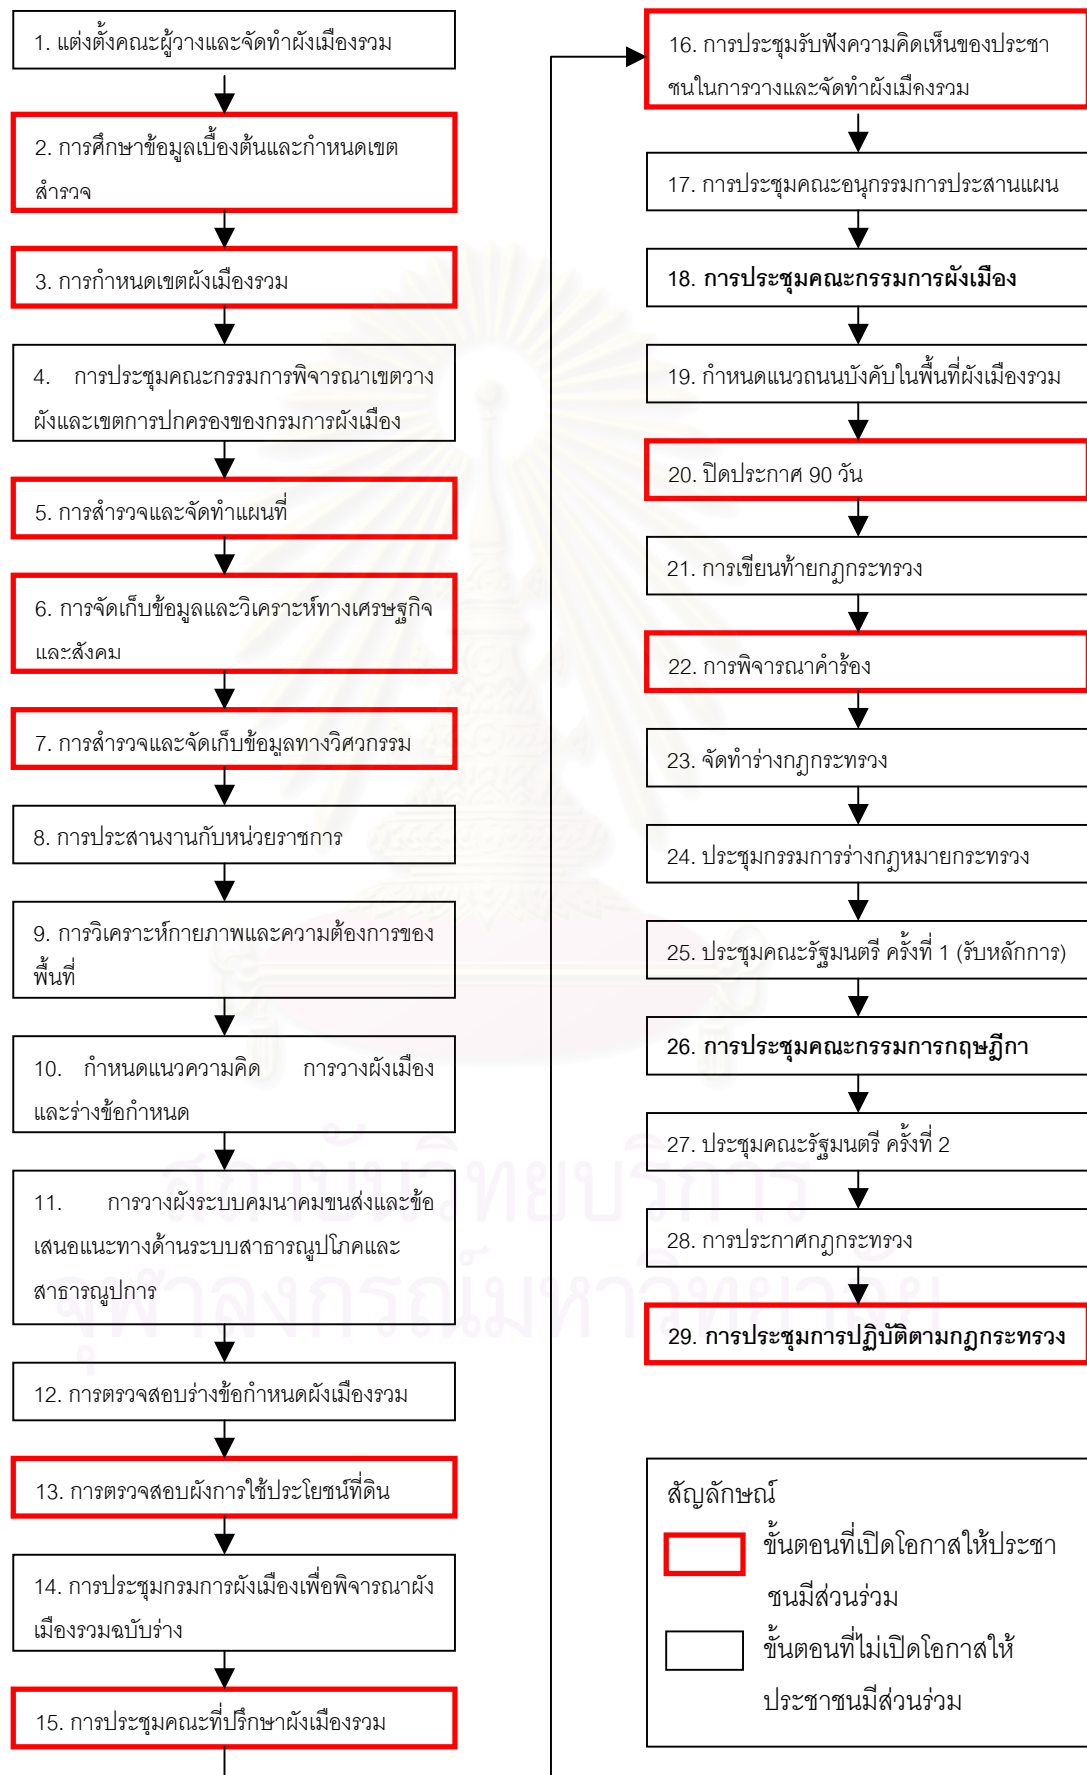 1. แต่งตั้งคณะผู้วางและจัดทำผังเมืองรวม
2. การศึกษาข้อมูลเบื้องต้นและกำหนดเขต
สำรวจ
3. การกำหนดเขตผังเมืองรวม
4. การประชุมคณะกรรมการพิจารณาเขตวาง
ผังและเขตการปกครองของกรมการผังเมือง
5. การสำรวจและจัดทำแผนที่
6. การจัดเก็บข้อมูลและวิเคราะห์ทางเศรษฐกิจ
และสังคม
7. การสำรวจและจัดเก็บข้อมูลทางวิศวกรรม
8. การประสานงานกับหน่วยราชการ
9. การวิเคราะห์กายภาพและความต้องการของ
พื้นที่
10. กำหนดแนวความคิด การวางผังเมือง
และร่างข้อกำหนด
11. การวางผังระบบคมนาคมขนส่งและข้อ
เสนอแนะทางด้านระบบสาธารณูปโภคและ
สาธารณูปการ
12. การตรวจสอบร่างข้อกำหนดผังเมืองรวม
13. การตรวจสอบผังการใช้ประโยชน์ที่ดิน
14. การประชุมกรมการผังเมืองเพื่อพิจารณาผัง
เมืองรวมฉบับร่าง
15. การประชุมคณะที่ปรึกษาผังเมืองรวม
16. การประชุมรับฟังความคิดเห็นของประชา
ชนในการวางและจัดทำผังเมืองรวม
17. การประชุมคณะอนุกรรมการประสานแผน
18. การประชุมคณะกรรมการผังเมือง
19. กำหนดแนวถนนบังคับในพื้นที่ผังเมืองรวม
20. ปิดประกาศ 90 วัน
21. การเขียนท้ายกฎกระทรวง
22. การพิจารณาคำร้อง
23. จัดทำร่างกฎกระทรวง
24. ประชุมกรรมการร่างกฎหมายกระทรวง
25. ประชุมคณะรัฐมนตรี ครั้งที่ 1 (รับหลักการ)
26. การประชุมคณะกรรมการกฤษฎีกา
27. ประชุมคณะรัฐมนตรี ครั้งที่ 2
28. การประกาศกฎกระทรวง
29. การประชุมการปฏิบัติตามกฎกระทรวง
สัญลักษณ์
ขั้นตอนที่เปิดโอกาสให้ประชา
ชนมีส่วนร่วม
ขั้นตอนที่ไม่เปิดโอกาสให้
ประชาชนมีส่วนร่วม
สถาบันวิทยบริการ
จุฬาลงกรณ์มหาวิทยาลัย